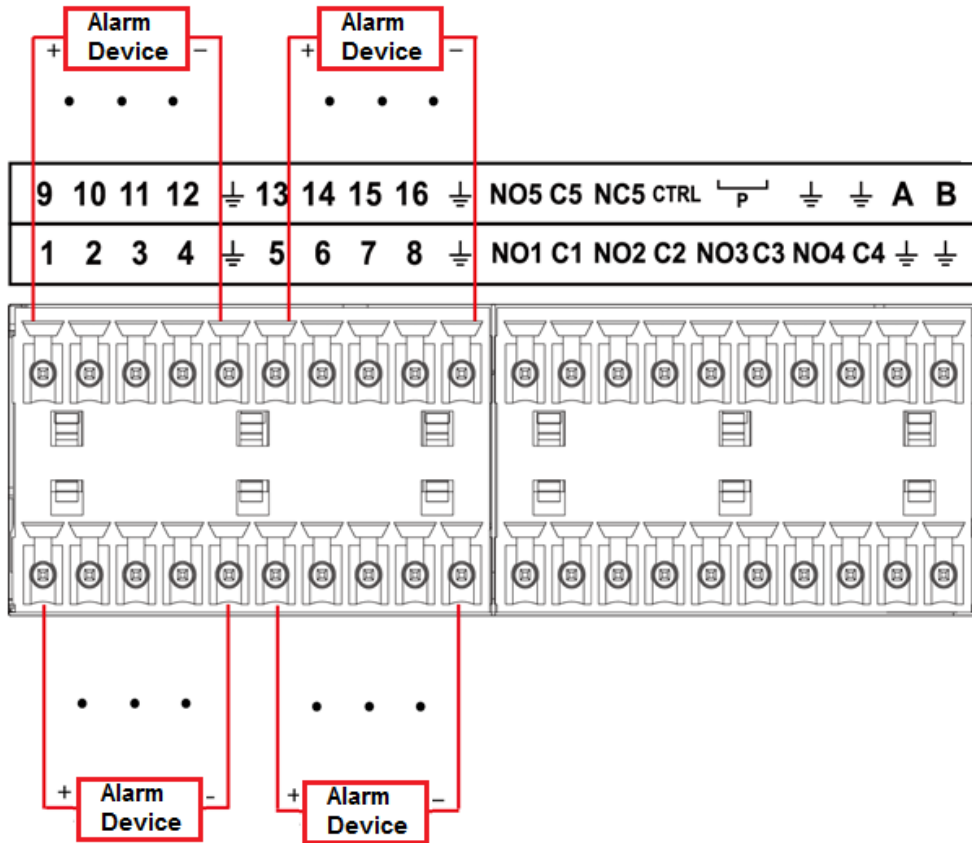 Alarm Device
+ −
Alarm Device
+ −
9 10 11 12 ⏚ 13 14 15 16 ⏚ NO5 C5 NC5 CTRL P ⏚ ⏚ A B
1 2 3 4 ⏚ 5 6 7 8 ⏚ NO1 C1 NO2 C2 NO3 C3 NO4 C4 ⏚ ⏚
+ -
Alarm Device
+ −
Alarm Device